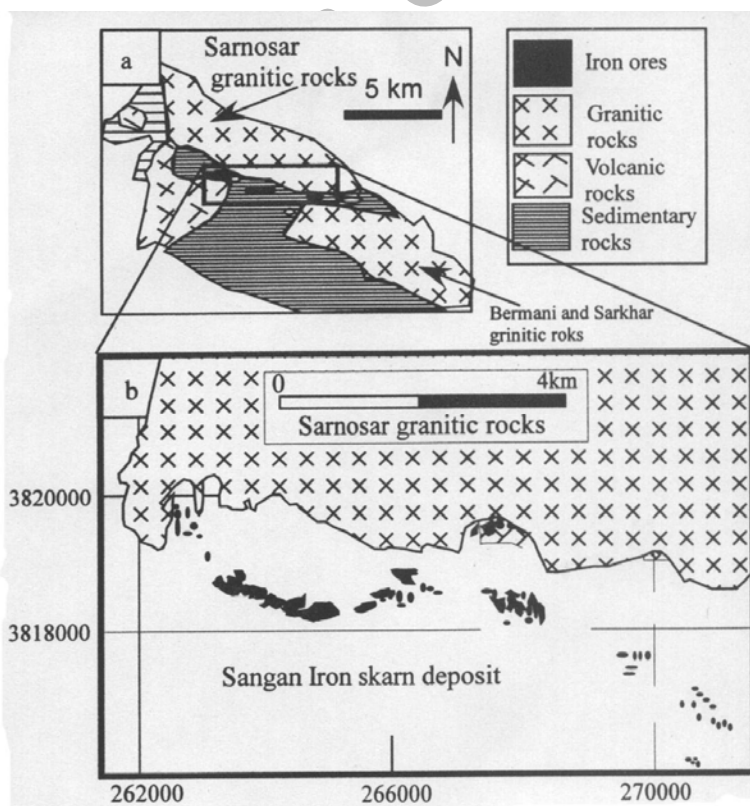 a
Sarnosar
granitic rocks
N
5 km
Iron ores
Granitic
rocks
Volcanic
rocks
Sedimentary
rocks
Bermani and Sarkhar
grinitic roks
b
0 4km
Sarnosar granitic rocks
3820000
3818000
Sangan Iron skarn deposit
262000 266000 270000